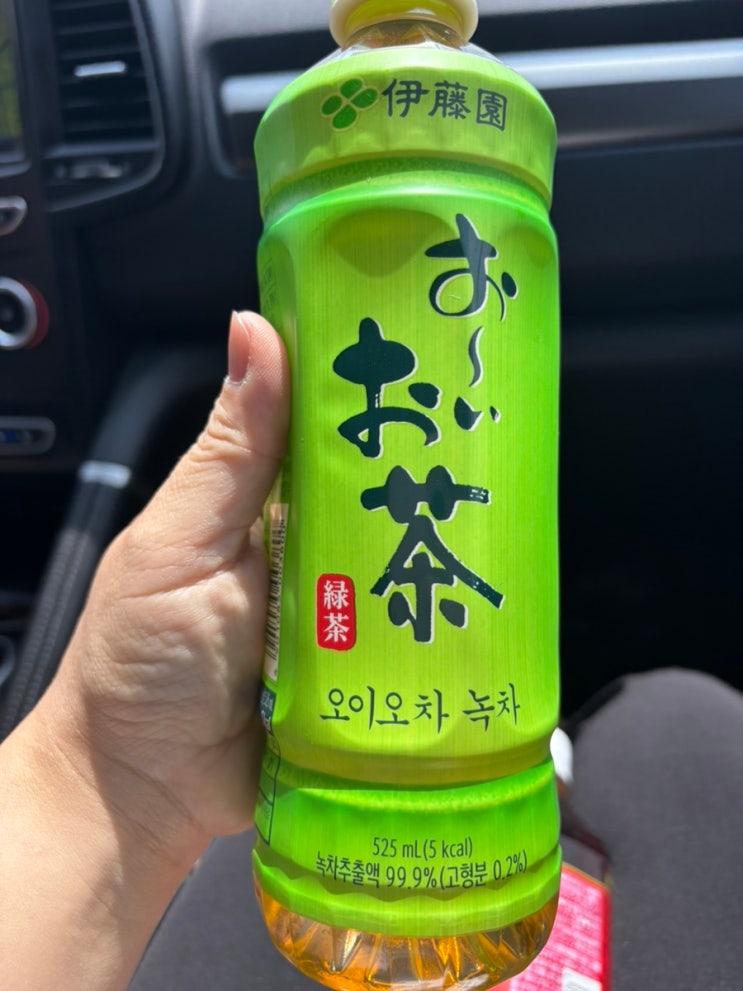 伊藤園
お～い
お茶
緑茶
오이오차 녹차
525 mL(5 kcal)
녹차추출액 99.9%(고형분 0.2%)